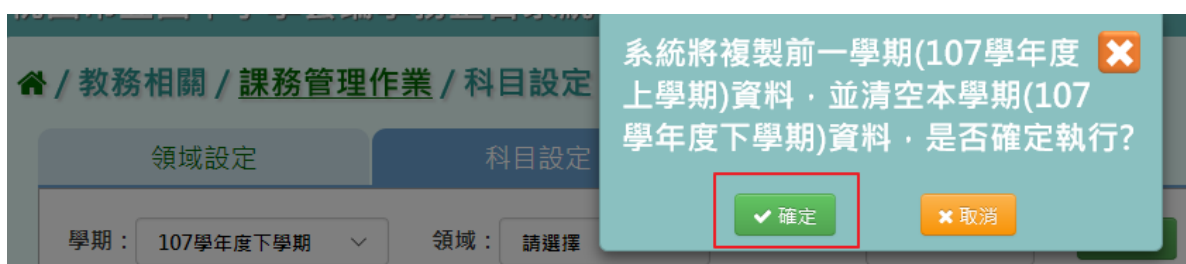 系統將複製前一學期(107學年度
上學期)資料，並清空本學期(107
學年度下學期)資料，是否確定執行?
確定 取消
/ 教務相關 / 課務管理作業 / 科目設定
領域設定 科目設定
學期： 107學年度下學期 領域： 請選擇